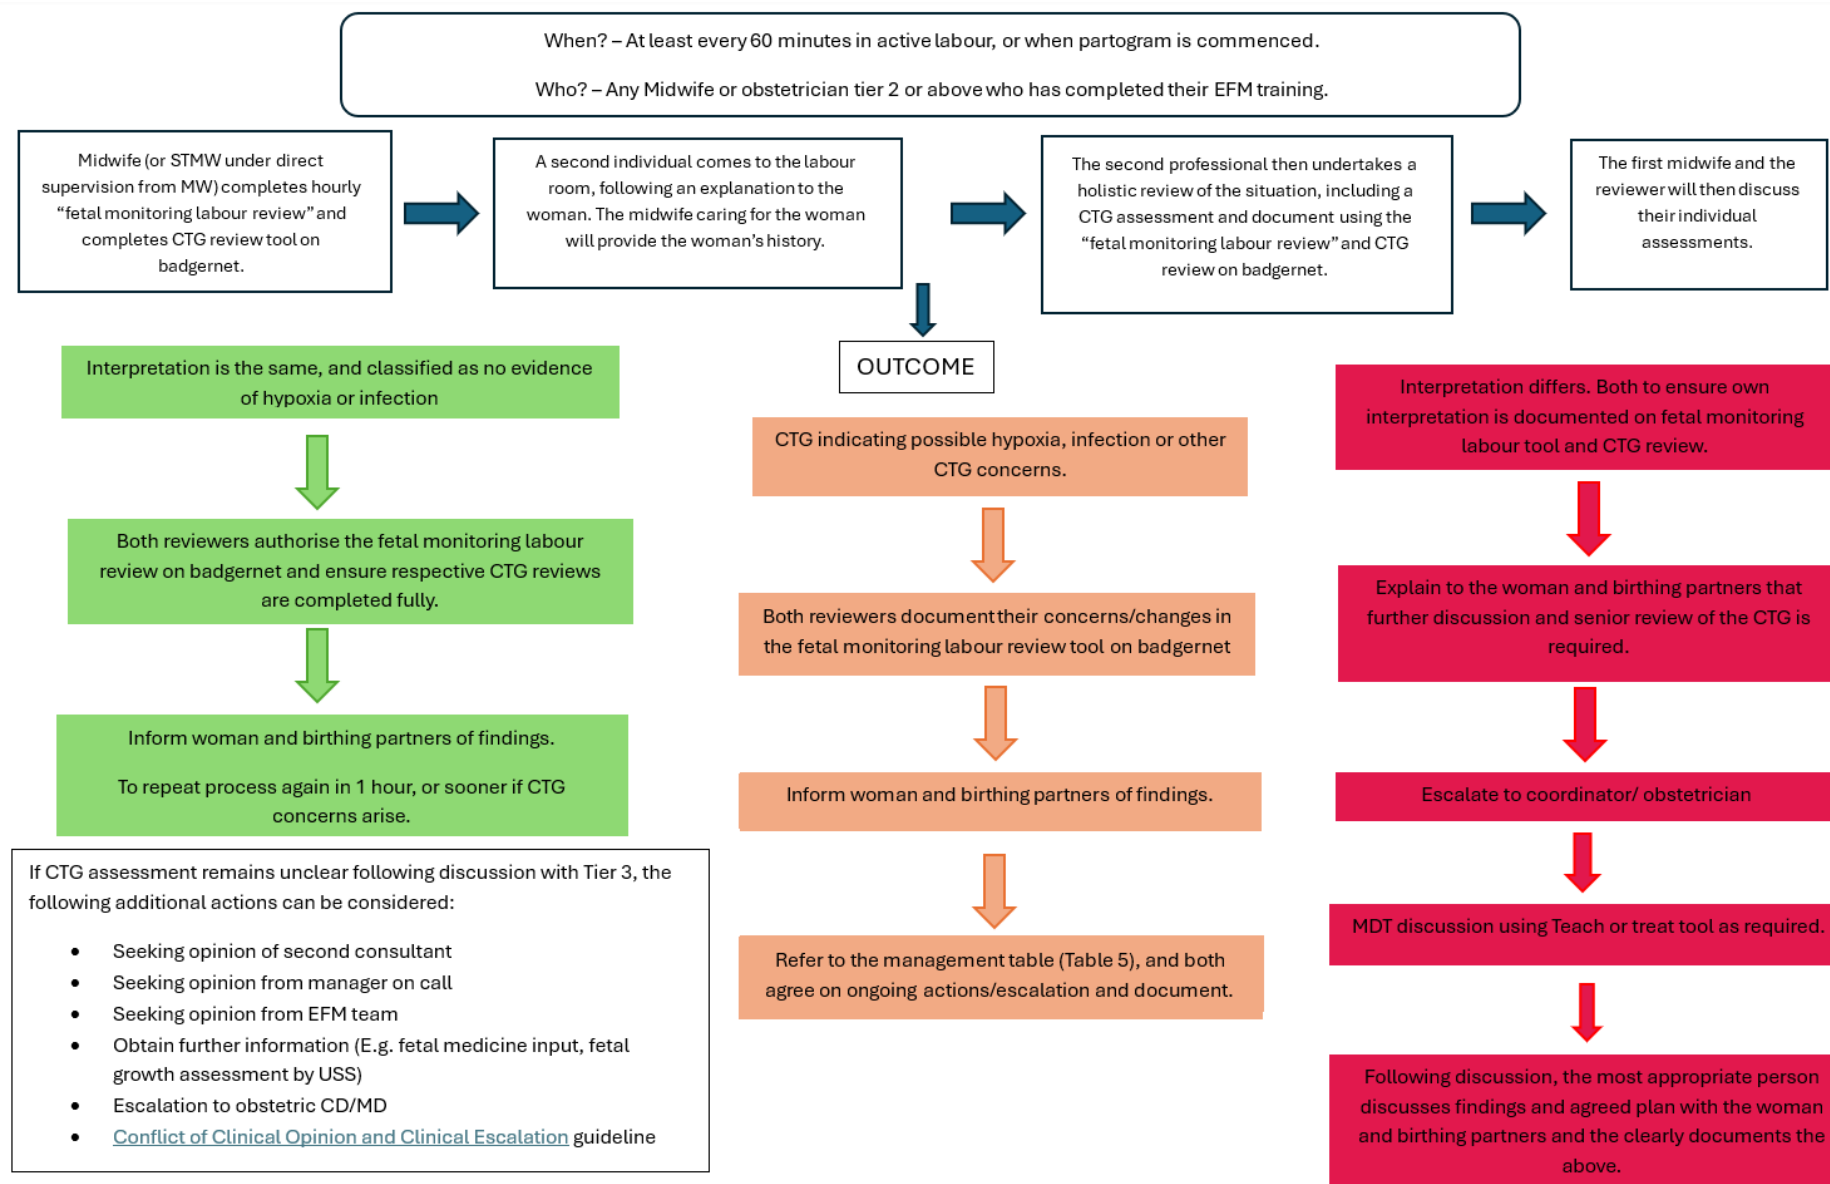 When? – At least every 60 minutes in active labour, or when partogram is commenced.
Who? – Any Midwife or obstetrician tier 2 or above who has completed their EFM training.
Midwife (or STMW under direct
supervision from MW) completes hourly
“fetal monitoring labour review” and
completes CTG review tool on
badgernet.
A second individual comes to the labour
room, following an explanation to the
woman. The midwife caring for the woman
will provide the woman’s history.
The second professional then undertakes a
holistic review of the situation, including a
CTG assessment and document using the
“fetal monitoring labour review” and CTG
review on badgernet.
The first midwife and the
reviewer will then discuss
their individual
assessments.
OUTCOME
Interpretation is the same, and classified as no evidence
of hypoxia or infection
Both reviewers authorise the fetal monitoring labour
review on badgernet and ensure respective CTG reviews
are completed fully.
Inform woman and birthing partners of findings.
To repeat process again in 1 hour, or sooner if CTG
concerns arise.
If CTG assessment remains unclear following discussion with Tier 3, the
following additional actions can be considered:
• Seeking opinion of second consultant
• Seeking opinion from manager on call
• Seeking opinion from EFM team
• Obtain further information (E.g. fetal medicine input, fetal
growth assessment by USS)
• Escalation to obstetric CD/MD
• Conflict of Clinical Opinion and Clinical Escalation guideline
CTG indicating possible hypoxia, infection or other
CTG concerns.
Both reviewers document their concerns/changes in
the fetal monitoring labour review tool on badgernet
Inform woman and birthing partners of findings.
Refer to the management table (Table 5), and both
agree on ongoing actions/escalation and document.
Interpretation differs. Both to ensure own
interpretation is documented on fetal monitoring
labour tool and CTG review.
Explain to the woman and birthing partners that
further discussion and senior review of the CTG is
required.
Escalate to coordinator/ obstetrician
MDT discussion using Teach or treat tool as required.
Following discussion, the most appropriate person
discusses findings and agreed plan with the woman
and birthing partners and the clearly documents the
above.